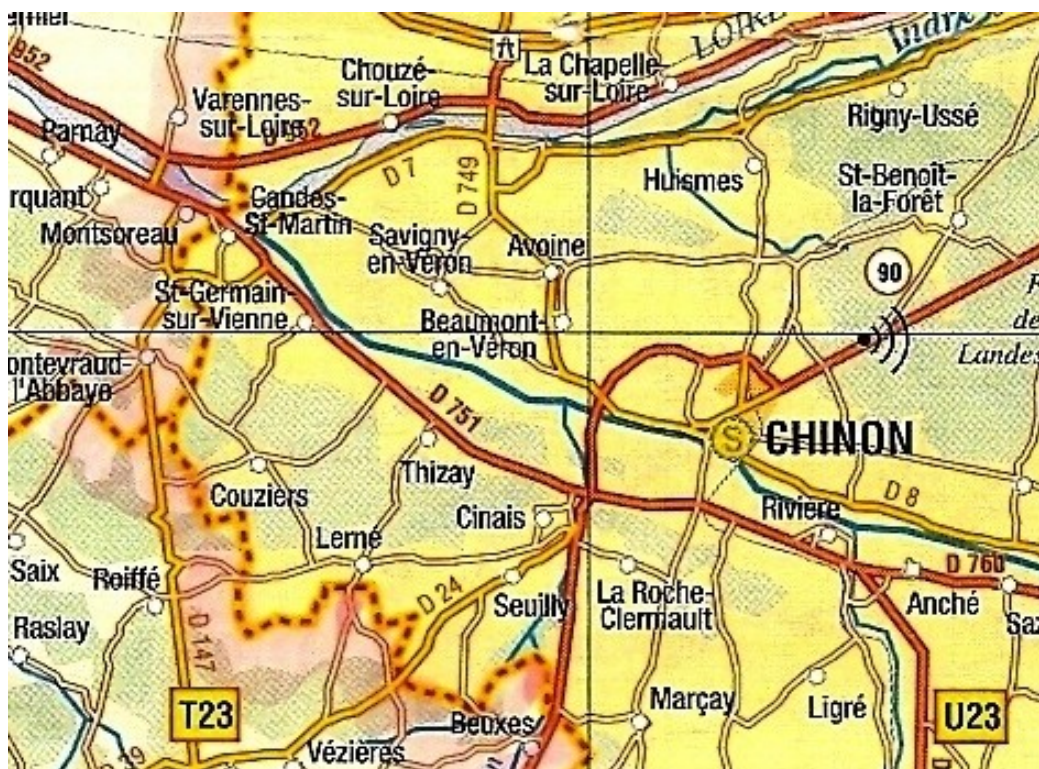 LOIRE
Indre
952
Chouzé-
sur-Loire
La Chapelle-
sur-Loire
Varennes-
sur-Loire
Rigny-Ussé
Parnay
D 7
D 749
Huismes
St-Benoît-
la-Forêt
Candes-
St-Martin
Montsoreau
Savigny-
en-Véron
Avoine
90
St-Germain-
sur-Vienne
Beaumont-
en-Véron
de
Landes
l'Abbaye
D 751
S
CHINON
Thizay
Couziers
D 8
Cinais
Rivière
Lerné
Saix
Roiffé
D 24
Seuilly
La Roche-
Clermault
D 760
Anché
Raslay
D 147
T23
Marçay
Ligré
U23
Beuxes
Vézières